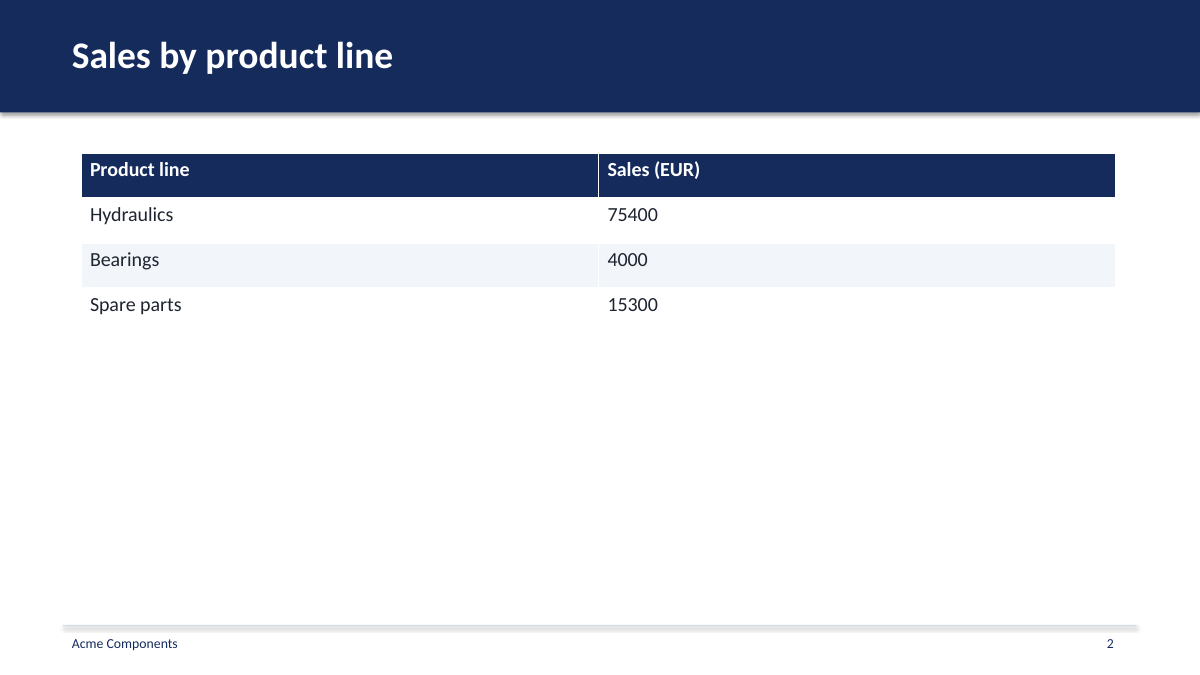 Sales by product line
Product line Sales (EUR)
Hydraulics 75400
Bearings 4000
Spare parts 15300
Acme Components 2